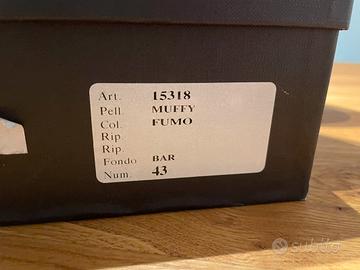 Art. 15318
Pell. MUFFY
Col. FUMO
Rip.
Rip.
Fondo BAR
Num. 43
subito